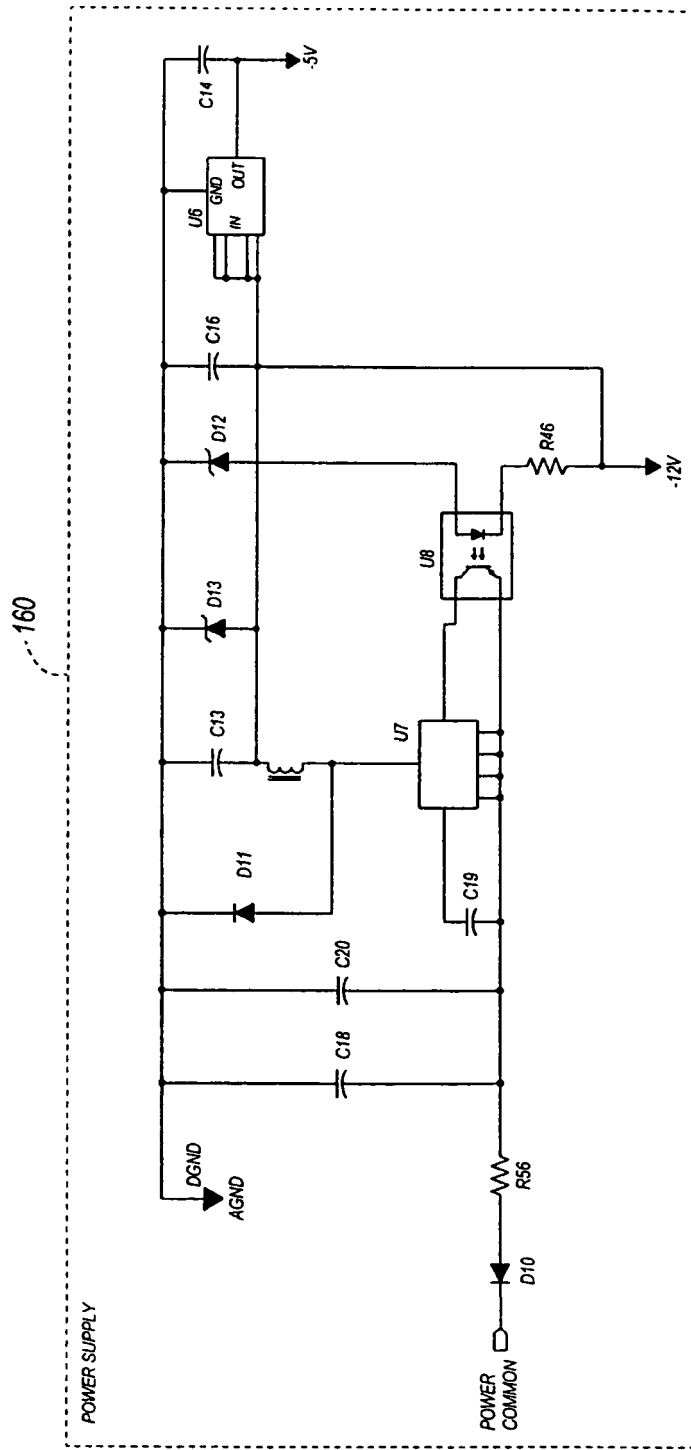 160
POWER SUPPLY
DGND
AGND
C18
C20
D11
C13
D13
D12
C16
U6
GND
IN
OUT
C14
-5V
POWER
COMMON
D10
R56
C19
U7
U8
R46
-12V